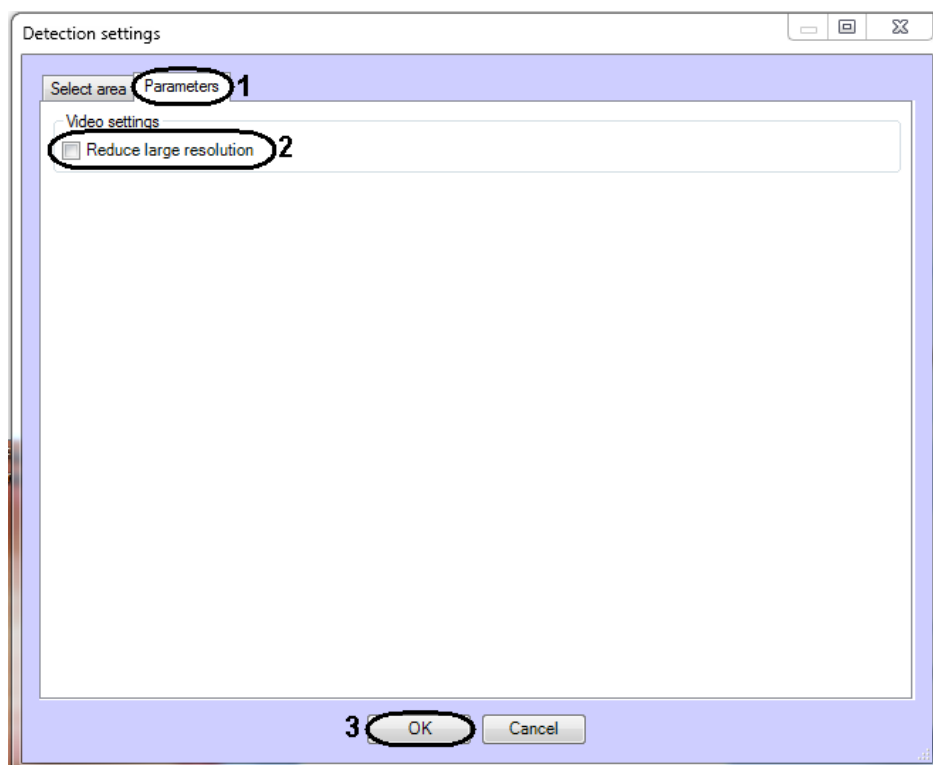 Detection settings
Select area Parameters 1
Video settings
Reduce large resolution 2
3 OK Cancel